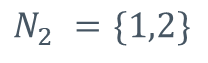 N₂ = {1,2}